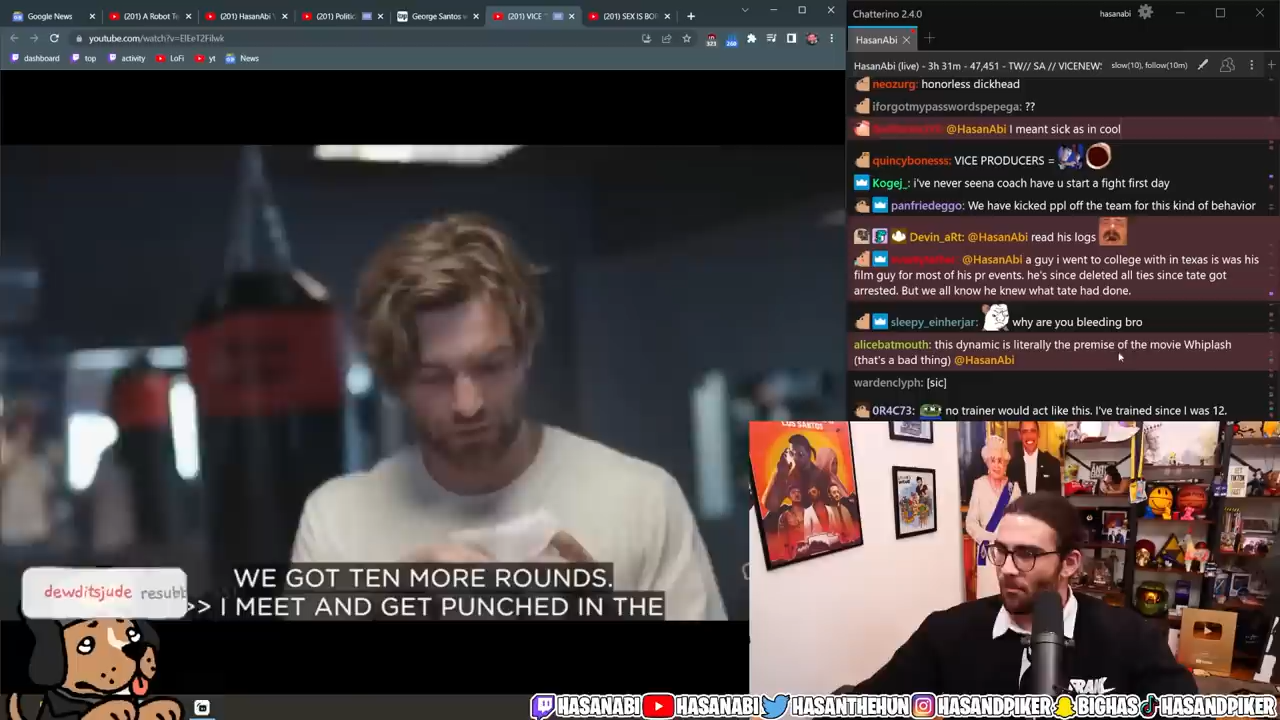 Google News
(201) A Robot T
(201) HasanAbi
(201) Politic
George Santos w
(201) VICE
(201) SEX IS BO
youtube.com/watch?v=ElEeT2Filwk
323
268
dashboard
top
activity
LoFi
yt
News
Chatterino 2.4.0
hasanabi
HasanAbi
HasanAbi (live) - 3h 31m - 47,451 - TW// SA // VICENEW:
slow(10), follow(10m)
neozurg: honorless dickhead
iforgotmypasswordspepega: ??
@HasanAbi I meant sick as in cool
quincybonesss: VICE PRODUCERS =
Kogej_: i've never seena coach have u start a fight first day
panfriedeggo: We have kicked ppl off the team for this kind of behavior
Devin_aRt: @HasanAbi read his logs
@HasanAbi a guy i went to college with in texas is was his
film guy for most of his pr events. he's since deleted all ties since tate got
arrested. But we all know he knew what tate had done.
sleepy_einherjar: why are you bleeding bro
alicebatmouth: this dynamic is literally the premise of the movie Whiplash
(that's a bad thing) @HasanAbi
wardenclyph: [sic]
0R4C73: no trainer would act like this. I've trained since I was 12.
LOS SANTOS
WE GOT TEN MORE ROUNDS.
>> I MEET AND GET PUNCHED IN THE
dewditsjude resubb
HASANABI
HASANABI
HASANTHEHUN
HASANDPIKER
BIGHAS
HASANDPIKER